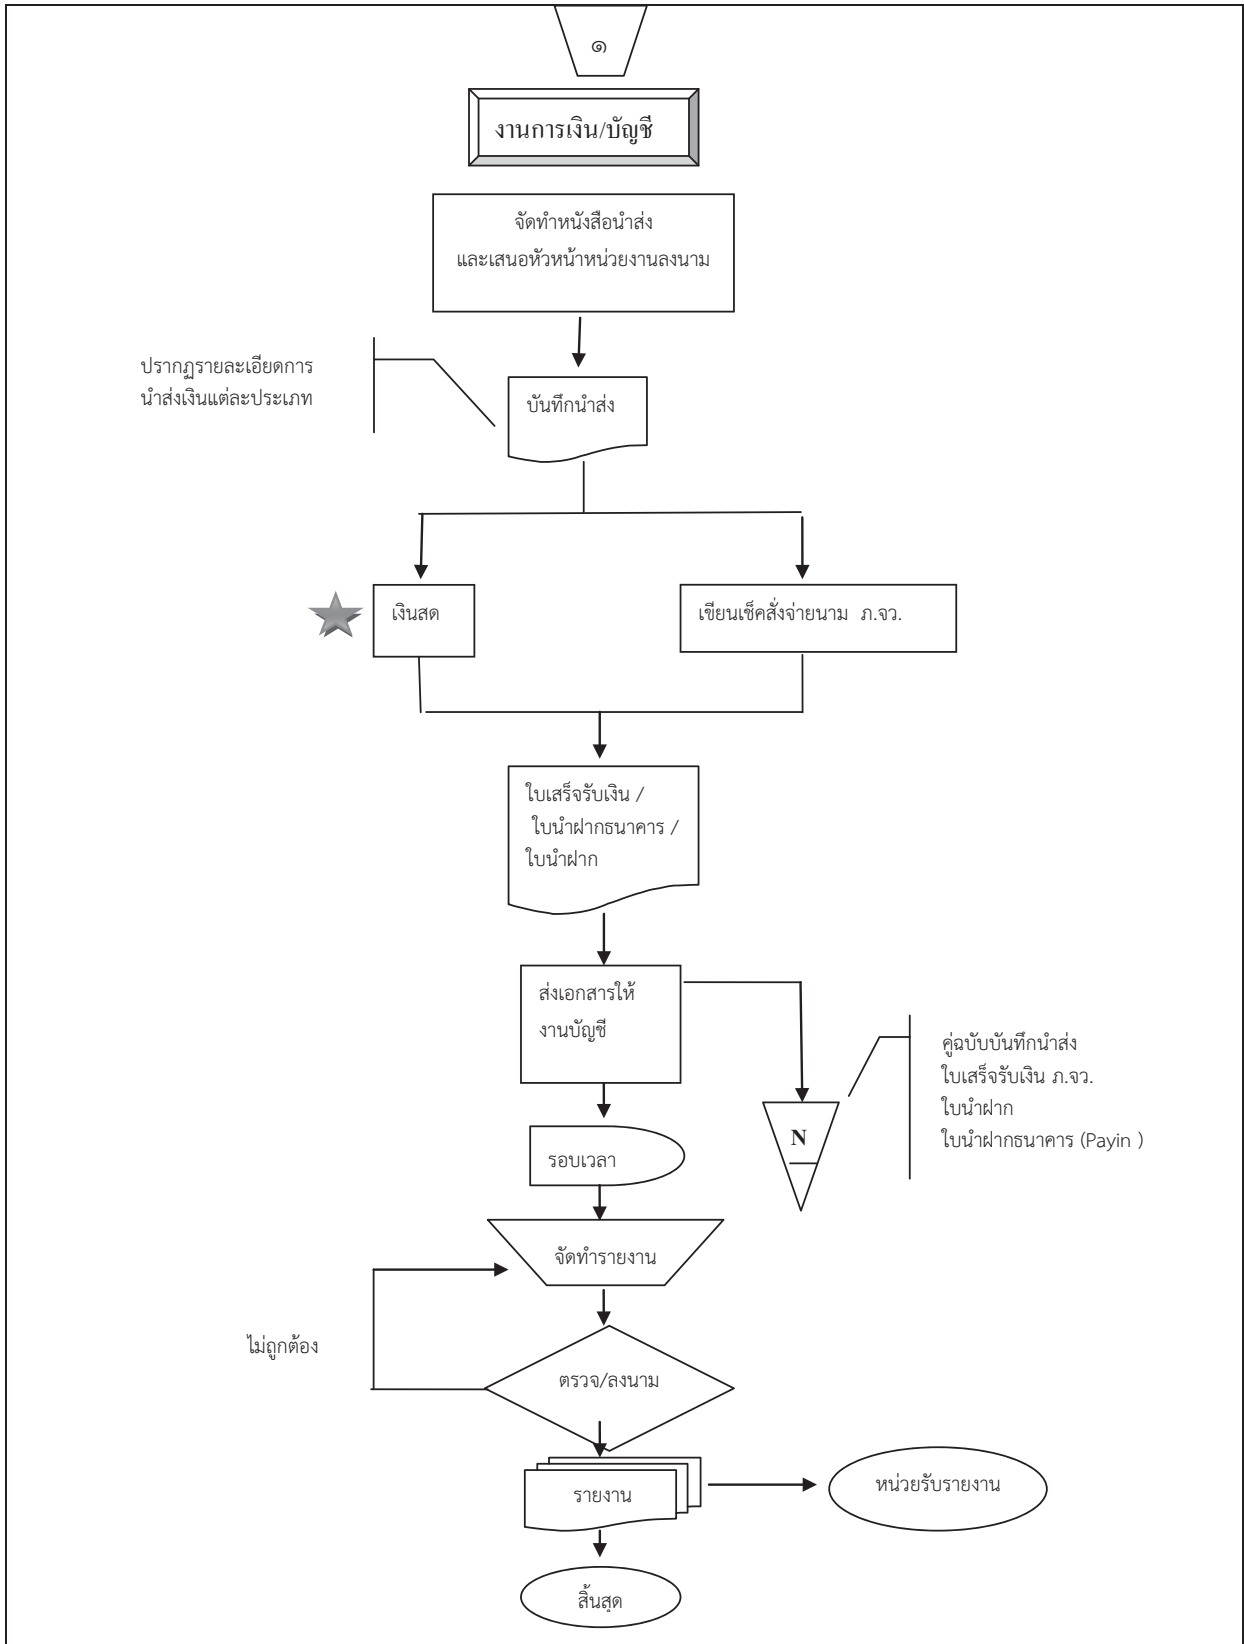 ๑
งานการเงิน/บัญชี
จัดทำหนังสือนำส่ง
และเสนอหัวหน้าหน่วยงานลงนาม
ปรากฏรายละเอียดการ
นำส่งเงินแต่ละประเภท
บันทึกนำส่ง
เงินสด
เขียนเช็คสั่งจ่ายนาม ภ.จว.
ใบเสร็จรับเงิน /
ใบนำฝากธนาคาร /
ใบนำฝาก
ส่งเอกสารให้
งานบัญชี
คู่ฉบับบันทึกนำส่ง
ใบเสร็จรับเงิน ภ.จว.
ใบนำฝาก
ใบนำฝากธนาคาร (Payin )
N
รอบเวลา
จัดทำรายงาน
ไม่ถูกต้อง
ตรวจ/ลงนาม
รายงาน
หน่วยรับรายงาน
สิ้นสุด